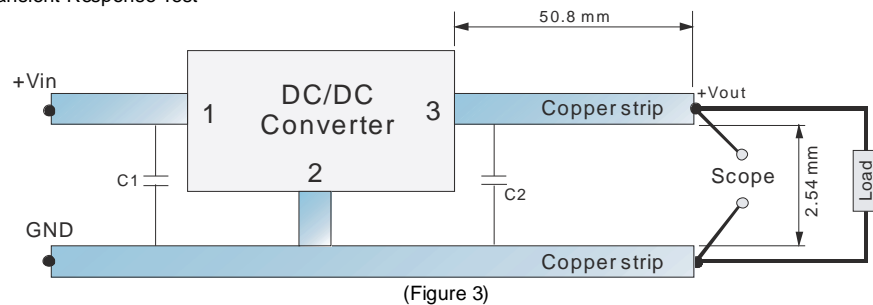 ansient Response Test
50.8 mm
+Vin
DC/DC
Converter
1
2
3
Copper strip
+Vout
C1
C2
Scope
2.54 mm
Load
GND
Copper strip
(Figure 3)